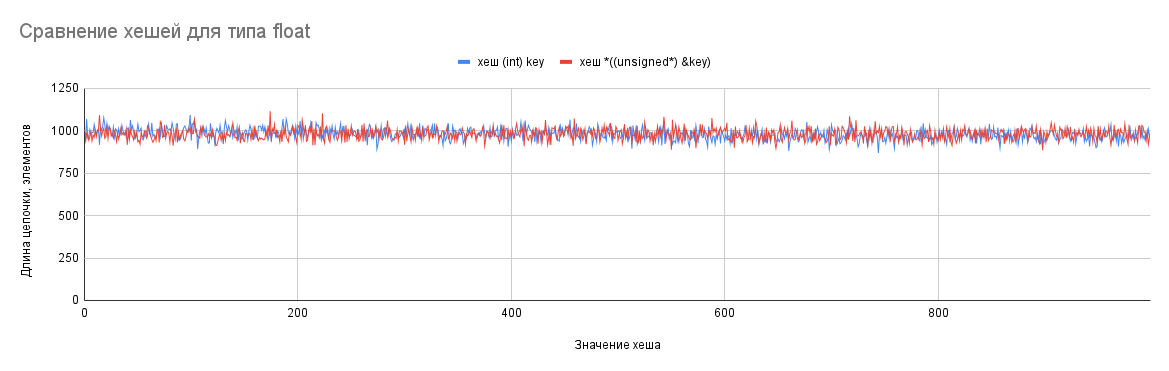 Сравнение хешей для типа float
хеш (int) key
хеш *((unsigned*) &key)
1250
1000
750
500
250
0
Длина цепочки, элементов
0
200
400
600
800
Значение хеша